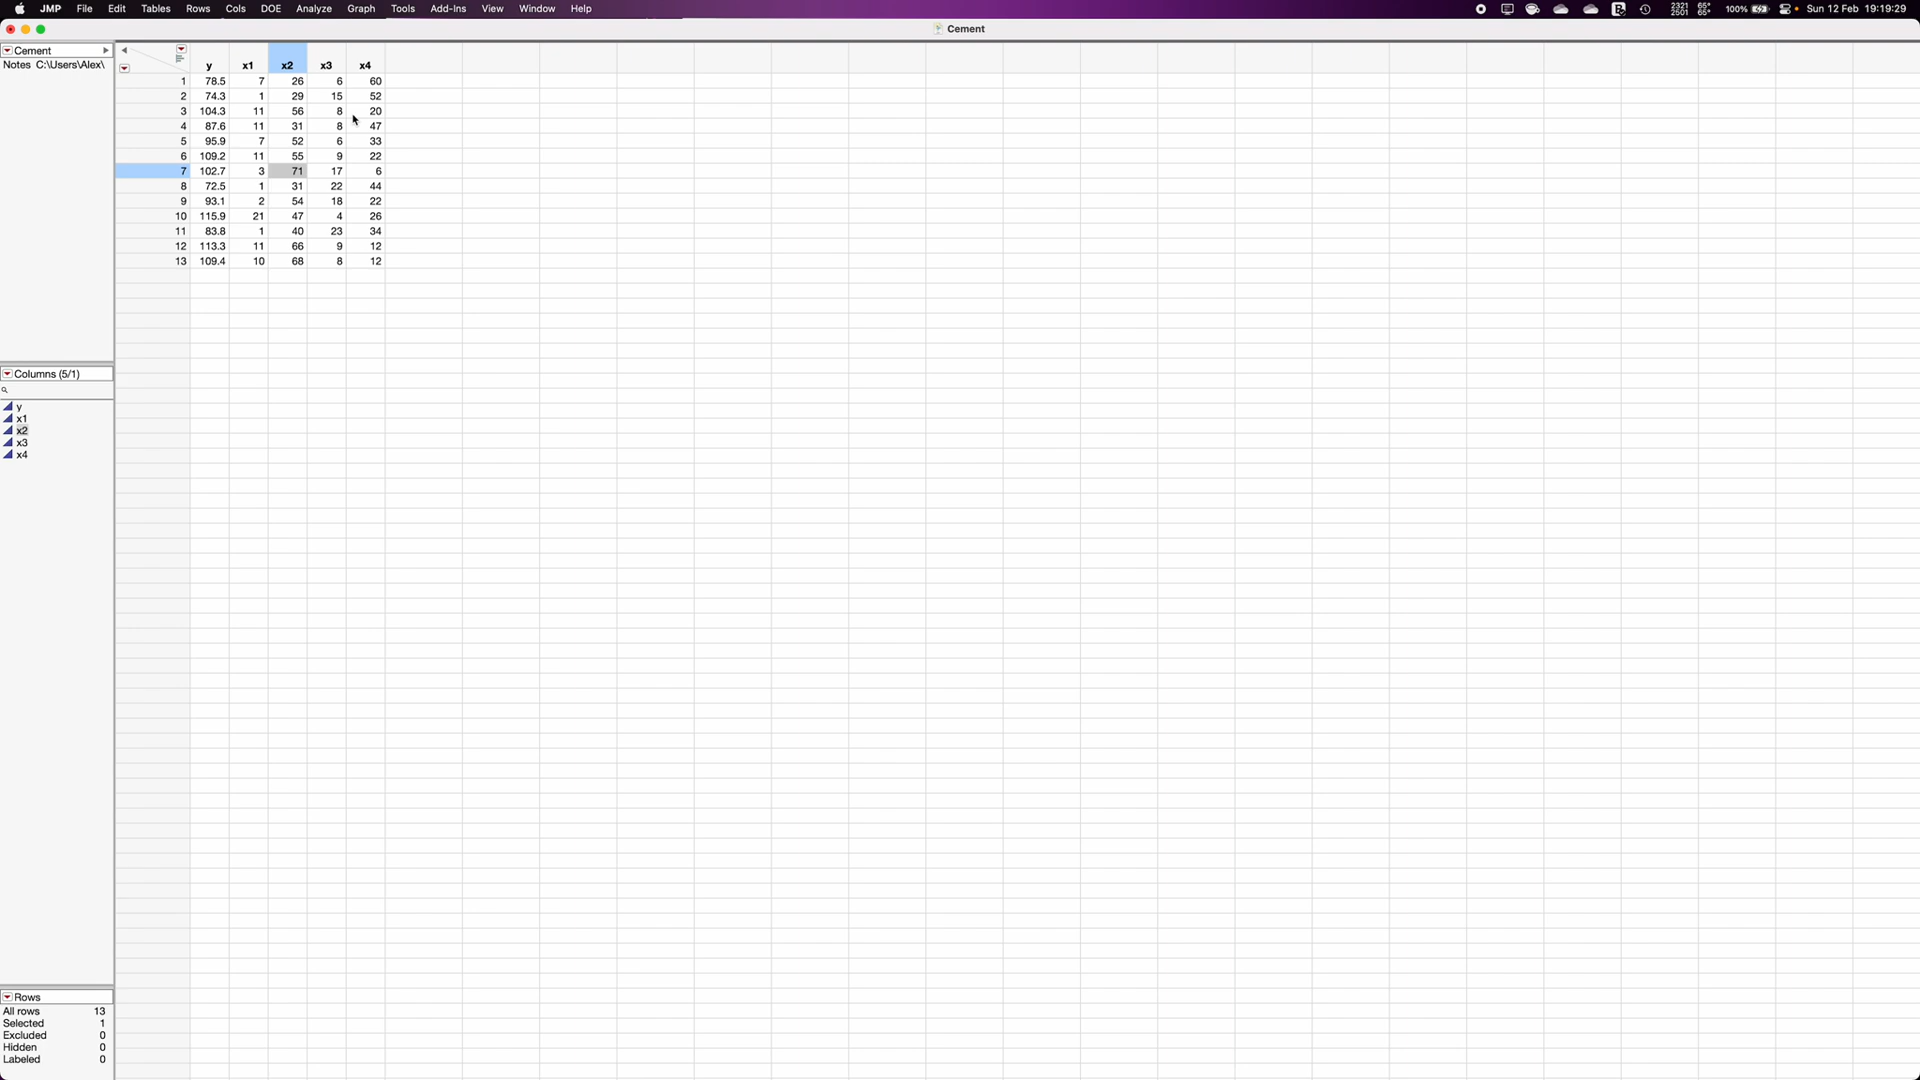 JMP File Edit Tables Rows Cols DOE Analyze Graph Tools Add-Ins View Window Help 2321 2501 65° 65° 100% Sun 12 Feb 19:19:29
Cement
Cement
Notes C:\Users\Alex\
y x1 x2 x3 x4
1 78.5 7 26 6 60
2 74.3 1 29 15 52
3 104.3 11 56 8 20
4 87.6 11 31 8 47
5 95.9 7 52 6 33
6 109.2 11 55 9 22
7 102.7 3 71 17 6
8 72.5 1 31 22 44
9 93.1 2 54 18 22
10 115.9 21 47 4 26
11 83.8 1 40 23 34
12 113.3 11 66 9 12
13 109.4 10 68 8 12
Columns (5/1)
y
x1
x2
x3
x4
Rows
All rows 13
Selected 1
Excluded 0
Hidden 0
Labeled 0